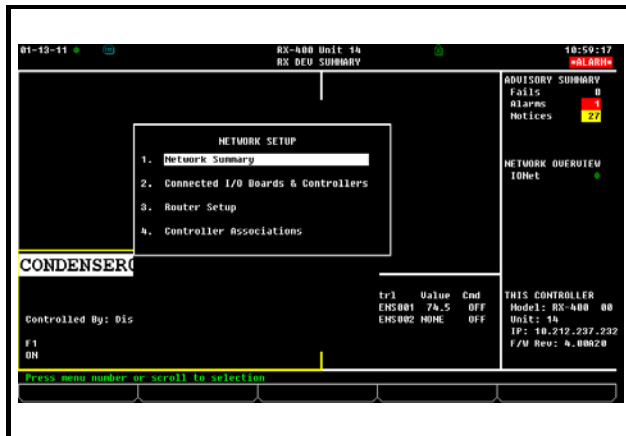 01-13-11 RX-400 Unit 14 10:59:17
RX DEV SUMMARY *ALARM*
ADVISORY SUMMARY
Fails 0
Alarms 1
Notices 27
NETWORK SETUP
1. Network Summary
2. Connected I/O Boards & Controllers
3. Router Setup
4. Controller Associations
NETWORK OVERVIEW
IONet
CONDENSER
trl Value Cmd
ENS001 74.5 OFF
ENS002 NONE OFF
Controlled By: Dis
F1
ON
THIS CONTROLLER
Model: RX-400 00
Unit: 14
IP: 10.212.237.232
F/W Rev: 4.00A20
Press menu number or scroll to selection